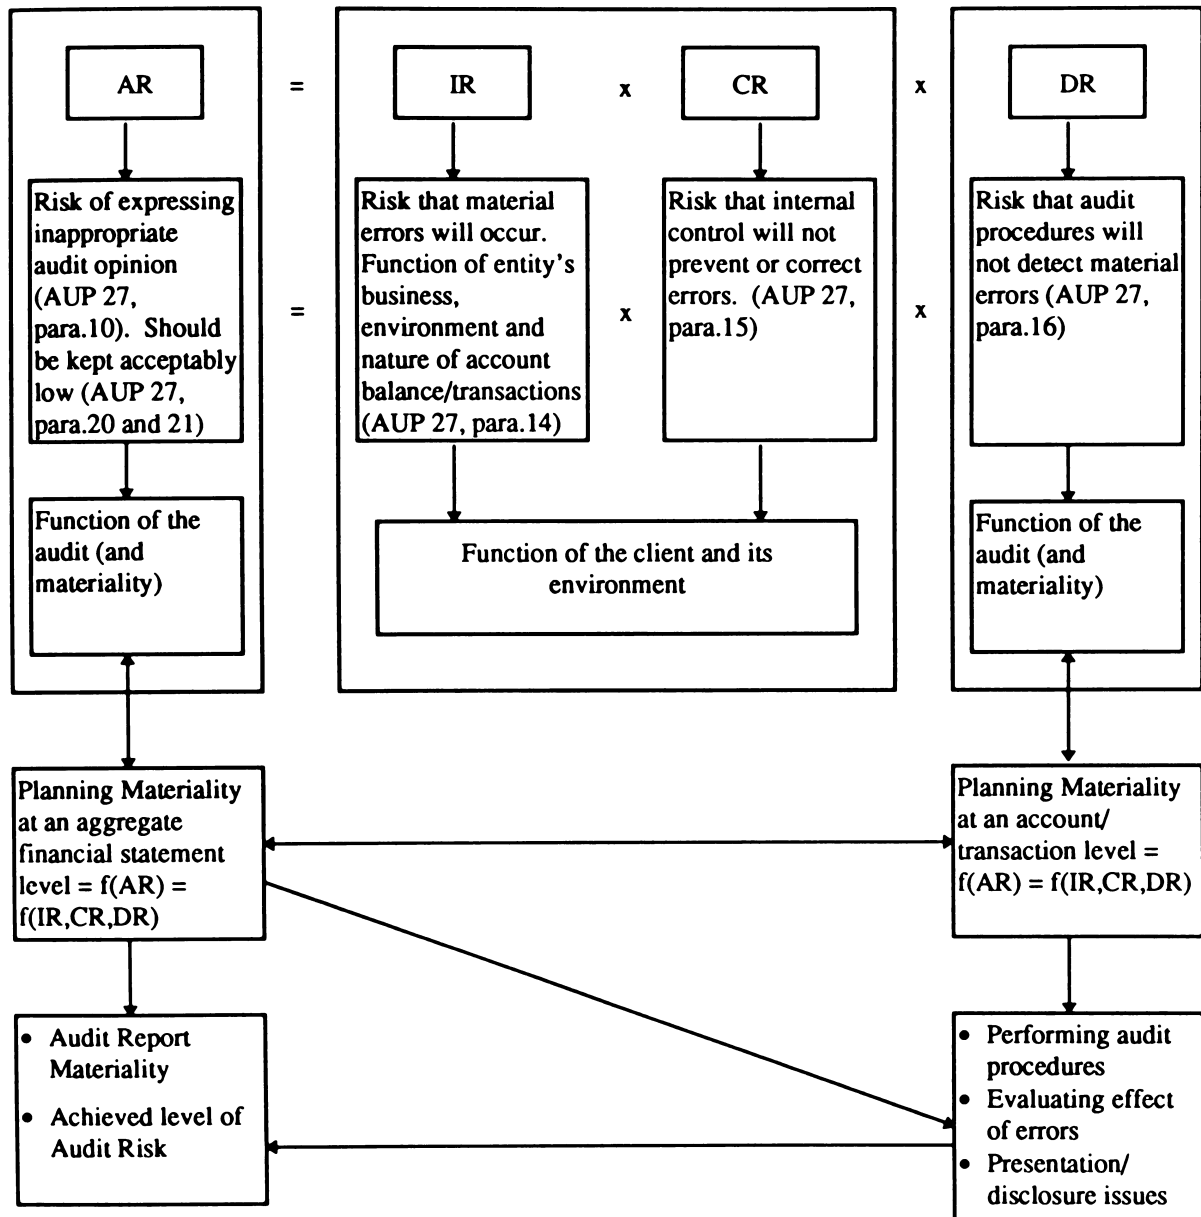 AR
=
IR
x
CR
x
DR
Risk of expressing
inappropriate
audit opinion
(AUP 27,
para.10). Should
be kept acceptably
low (AUP 27,
para.20 and 21)
=
Risk that material
errors will occur.
Function of entity's
business,
environment and
nature of account
balance/transactions
(AUP 27, para.14)
x
Risk that internal
control will not
prevent or correct
errors. (AUP 27,
para.15)
x
Risk that audit
procedures will
not detect material
errors (AUP 27,
para.16)
Function of the
audit (and
materiality)
Function of the client and its
environment
Function of the
audit (and
materiality)
Planning Materiality
at an aggregate
financial statement
level = f(AR) =
f(IR,CR,DR)
Planning Materiality
at an account/
transaction level =
f(AR) = f(IR,CR,DR)
• Audit Report
Materiality
• Achieved level of
Audit Risk
• Performing audit
procedures
• Evaluating effect
of errors
• Presentation/
disclosure issues